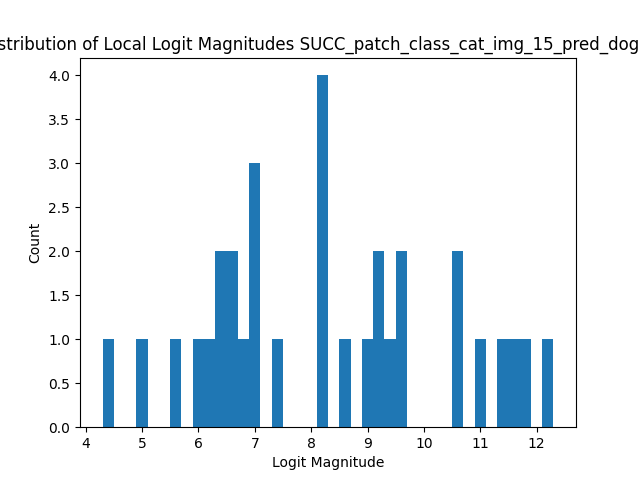 stribution of Local Logit Magnitudes SUCC_patch_class_cat_img_15_pred_dog
4.0
3.5
3.0
2.5
2.0
1.5
1.0
0.5
0.0
Count
4 5 6 7 8 9 10 11 12
Logit Magnitude